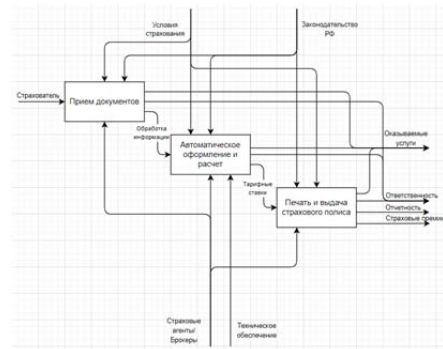 Условия
страхования
Законодательство
РФ
Страхователь
Прием документов
Обработка
информации
Автоматическое
оформление и
расчет
Оказываемые
услуги
Тарифные
ставки
Печать и выдача
страхового полиса
Ответственность
Отчетность
Страховые премии
Страховые
агенты/
Брокеры
Техническое
обеспечение